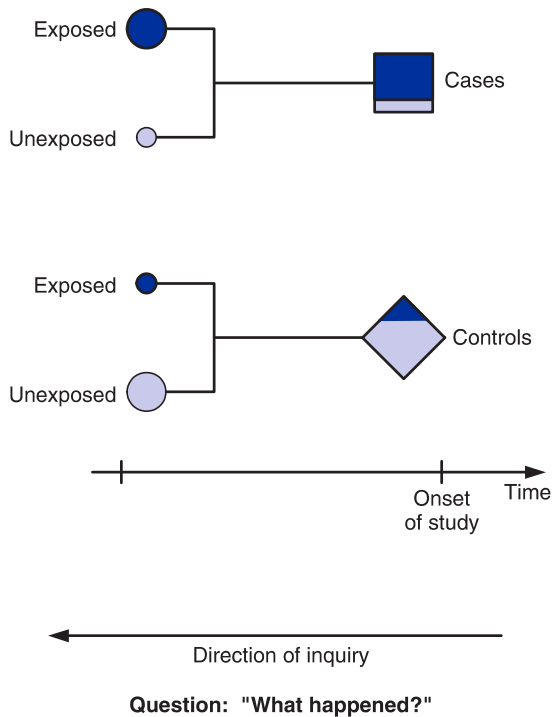 Exposed
Cases
Unexposed
Exposed
Controls
Unexposed
Time
Onset
of study
Direction of inquiry
Question: "What happened?"